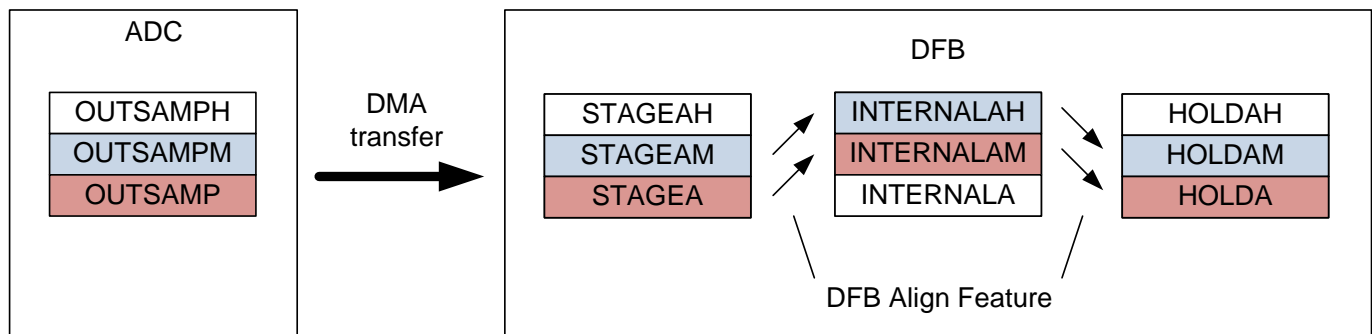 ADC
OUTSAMPH
OUTSAMPM
OUTSAMP
DMA
transfer
DFB
STAGEAH
STAGEAM
STAGEA
INTERNALAH
INTERNALAM
INTERNALA
HOLDAH
HOLDAM
HOLDA
DFB Align Feature